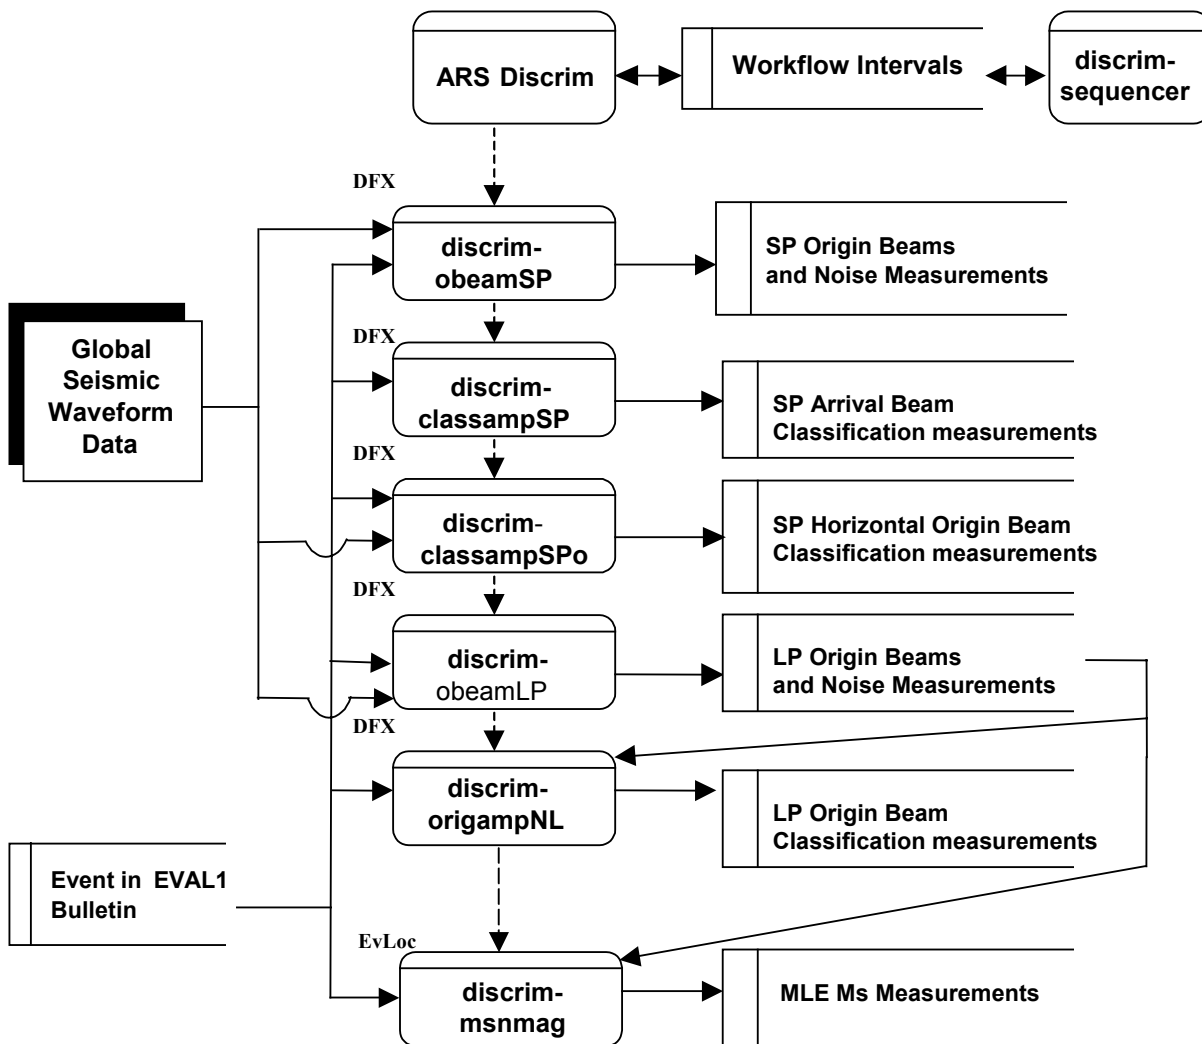 ARS Discrim
Workflow Intervals
discrim-
sequencer
DFX
discrim-
obeamSP
SP Origin Beams
and Noise Measurements
Global
Seismic
Waveform
Data
DFX
discrim-
classampSP
SP Arrival Beam
Classification measurements
DFX
discrim-
classampSPo
SP Horizontal Origin Beam
Classification measurements
DFX
discrim-
obeamLP
LP Origin Beams
and Noise Measurements
DFX
discrim-
origampNL
LP Origin Beam
Classification measurements
Event in EVAL1
Bulletin
EvLoc
discrim-
msnmag
MLE Ms Measurements